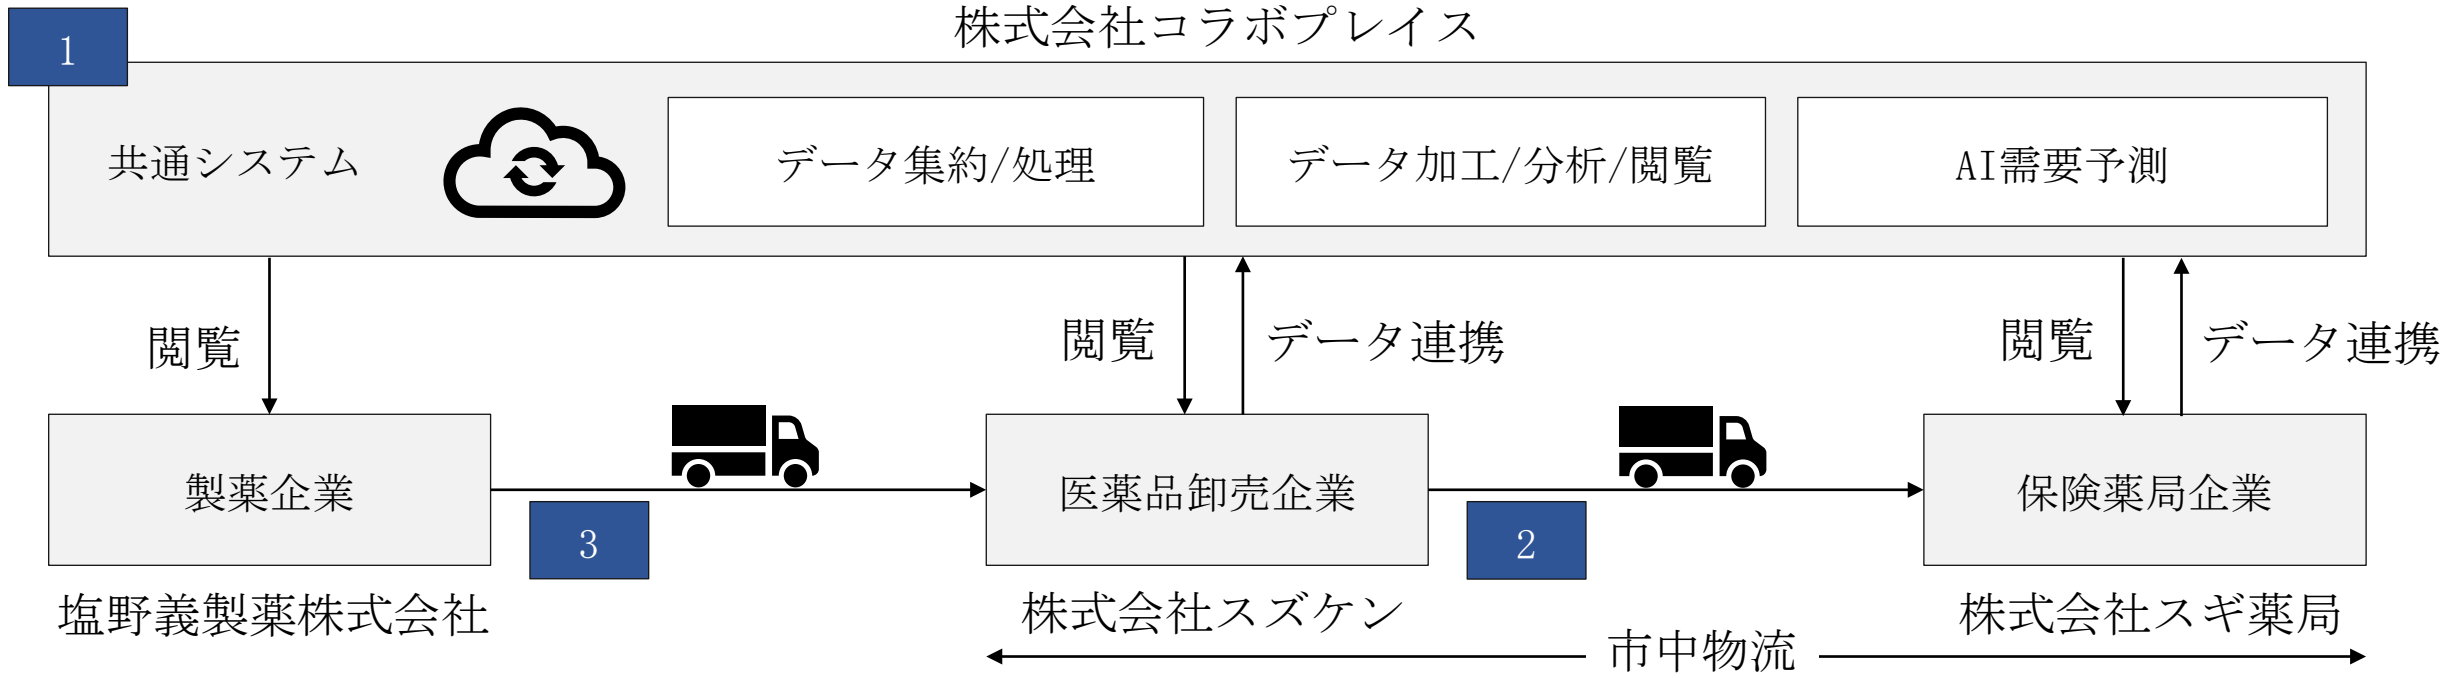 株式会社コラボプレイス
1
共通システム
データ集約/処理
データ加工/分析/閲覧
AI需要予測
閲覧
閲覧
データ連携
閲覧
データ連携
製薬企業
医薬品卸売企業
保険薬局企業
3
2
塩野義製薬株式会社
株式会社スズケン
株式会社スギ薬局
市中物流